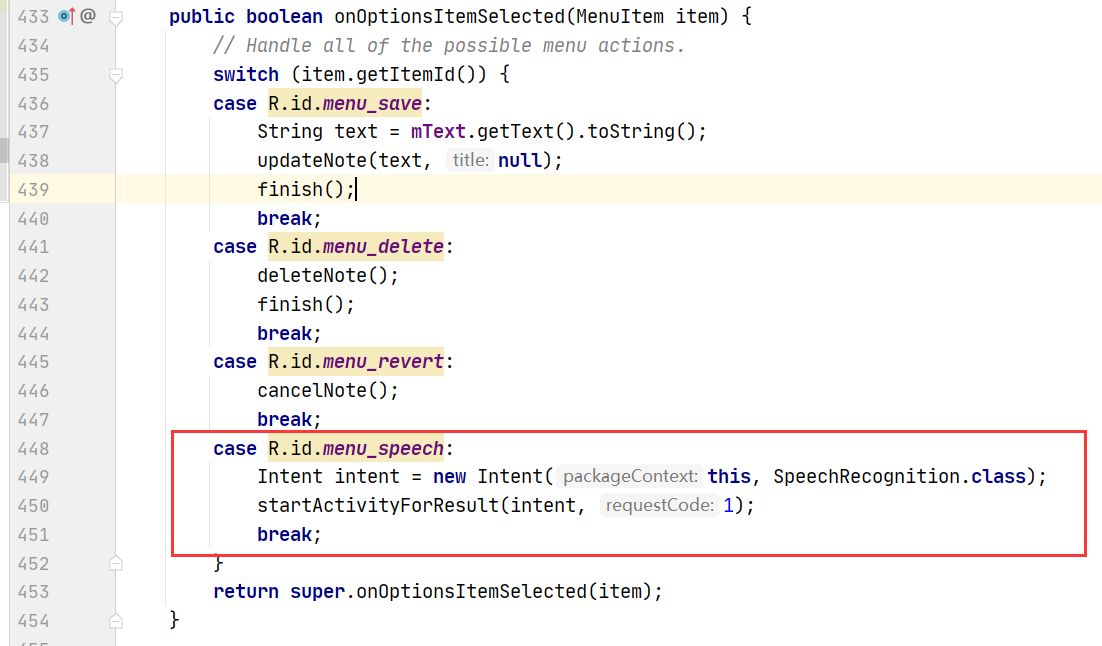 433 @ public boolean onOptionsItemSelected(MenuItem item) {
434 // Handle all of the possible menu actions.
435 switch (item.getItemId()) {
436 case R.id.menu_save:
437 String text = mText.getText().toString();
438 updateNote(text, title: null);
439 finish();
440 break;
441 case R.id.menu_delete:
442 deleteNote();
443 finish();
444 break;
445 case R.id.menu_revert:
446 cancelNote();
447 break;
448 case R.id.menu_speech:
449 Intent intent = new Intent( packageContext: this, SpeechRecognition.class);
450 startActivityForResult(intent, requestCode: 1);
451 break;
452 }
453 return super.onOptionsItemSelected(item);
454 }